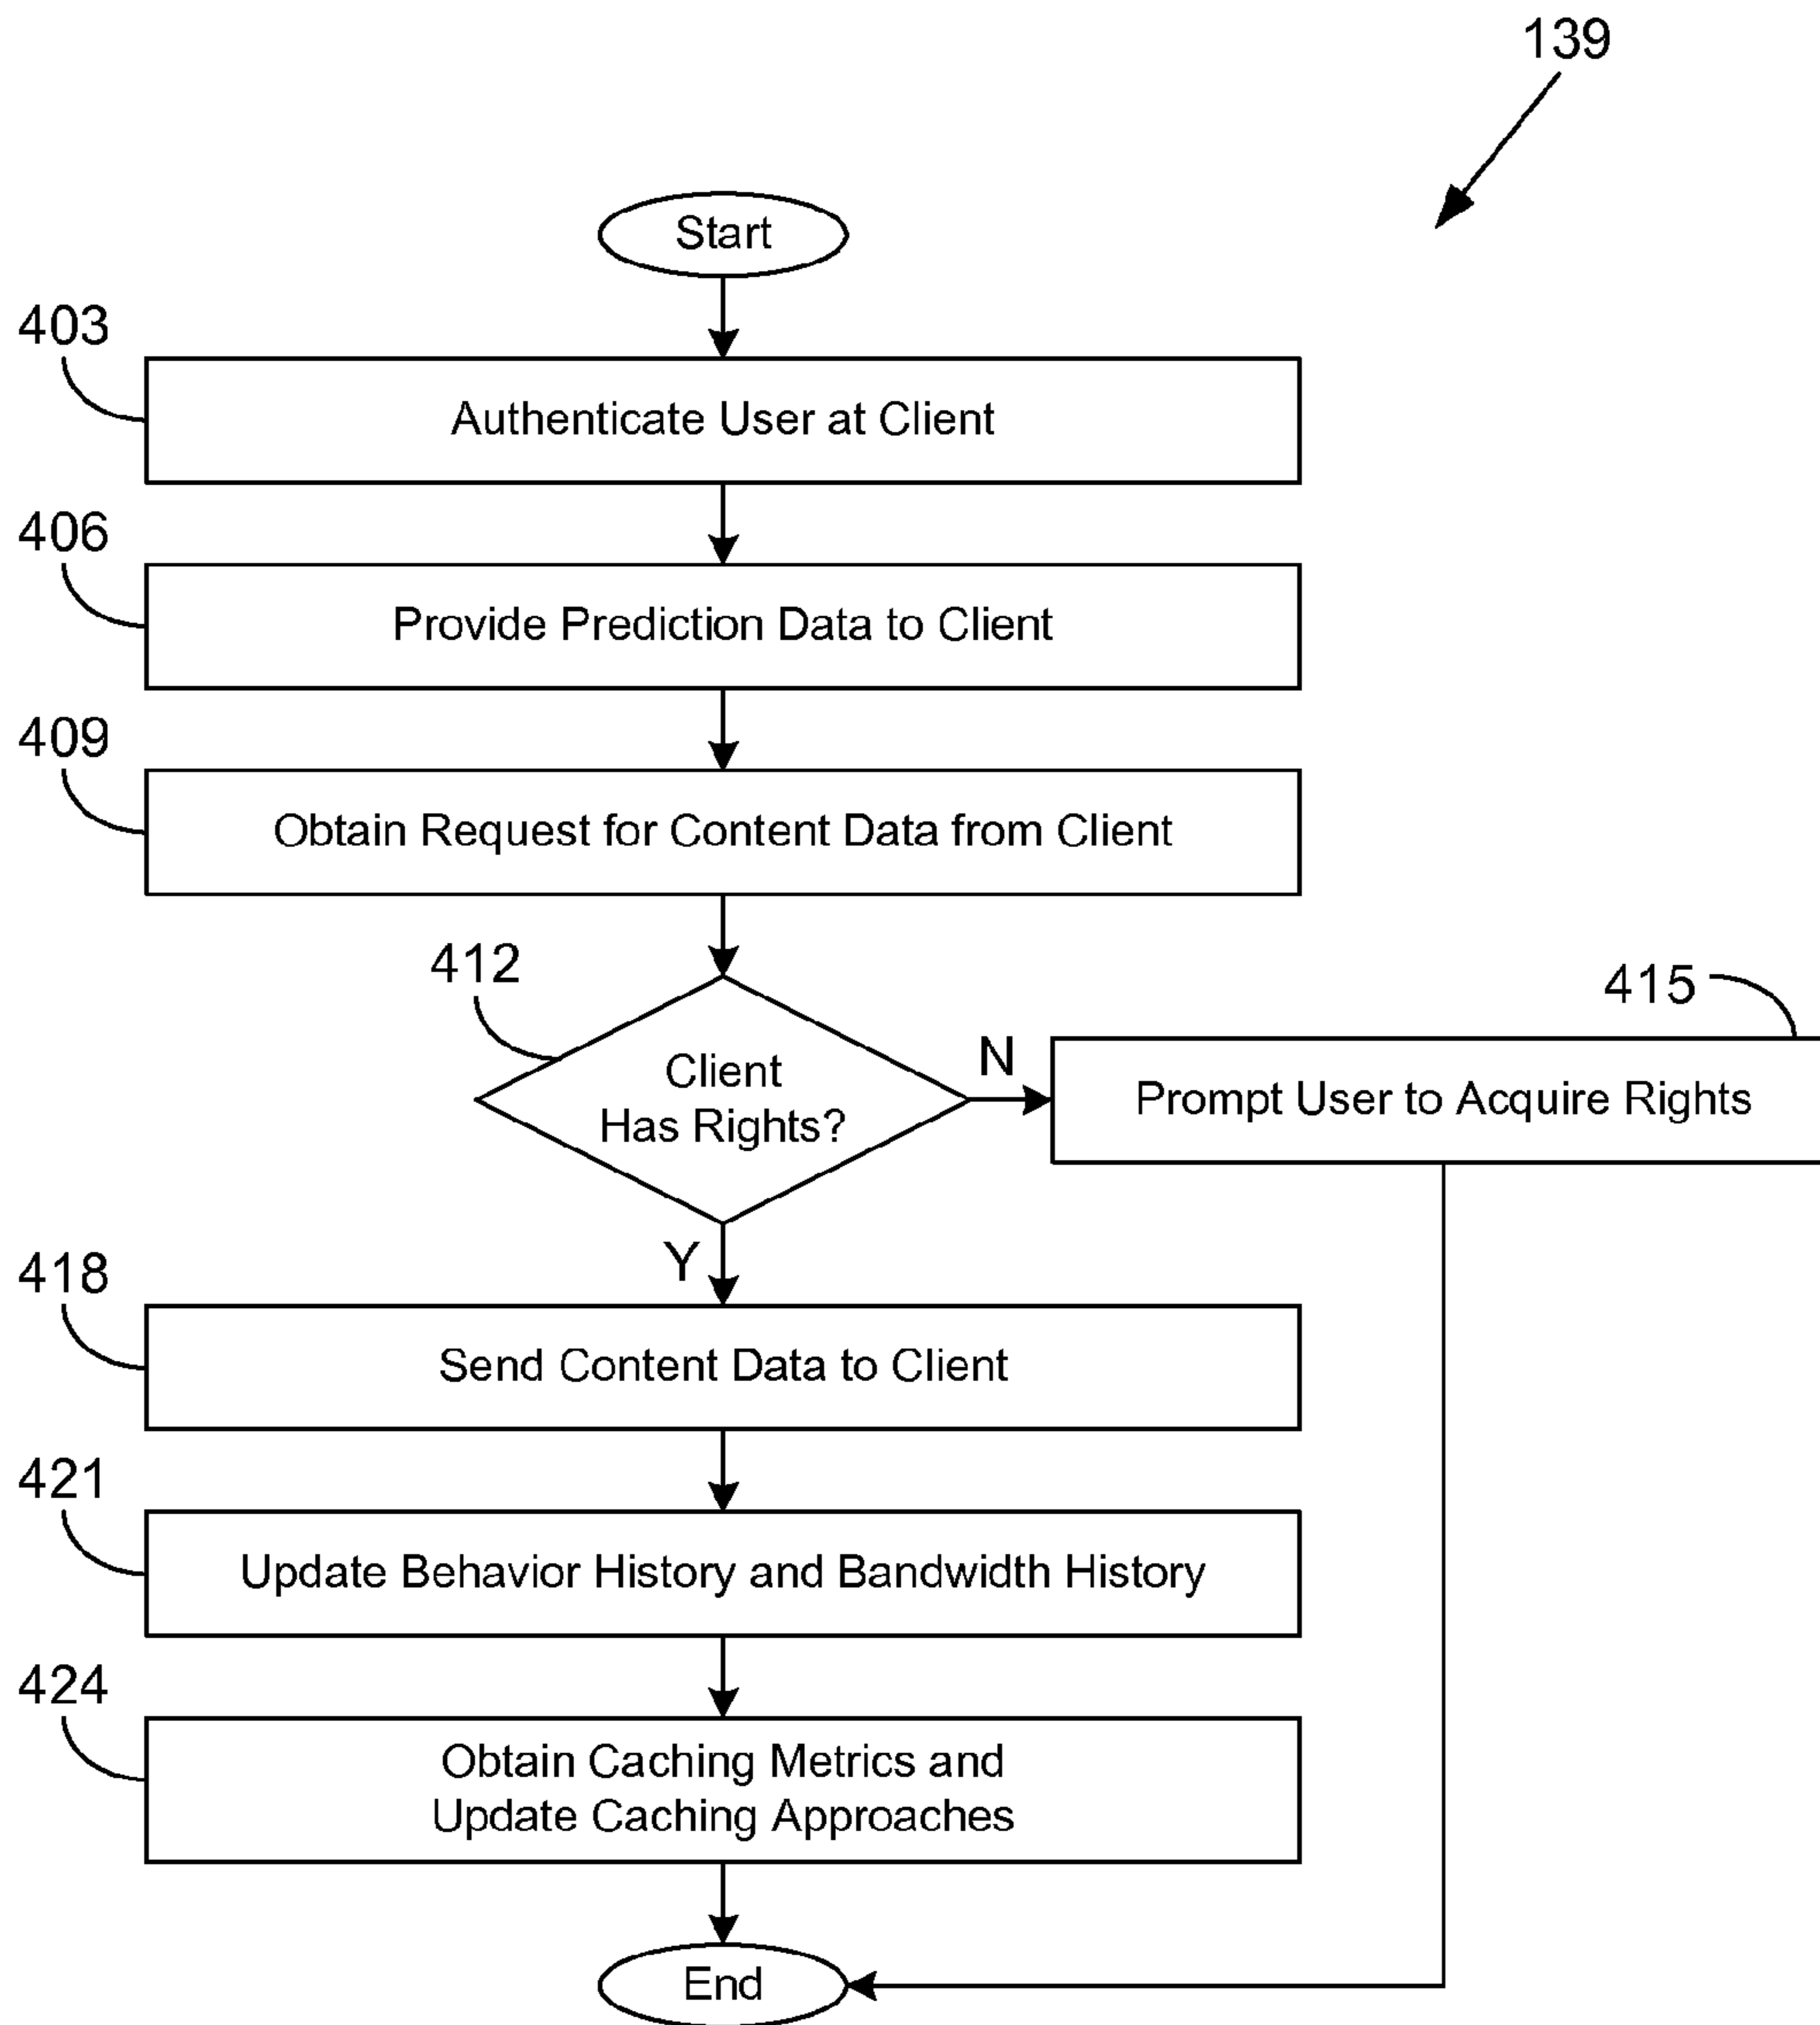 139
Start
403
Authenticate User at Client
406
Provide Prediction Data to Client
409
Obtain Request for Content Data from Client
412
Client
Has Rights?
N
415
Prompt User to Acquire Rights
Y
418
Send Content Data to Client
421
Update Behavior History and Bandwidth History
424
Obtain Caching Metrics and
Update Caching Approaches
End